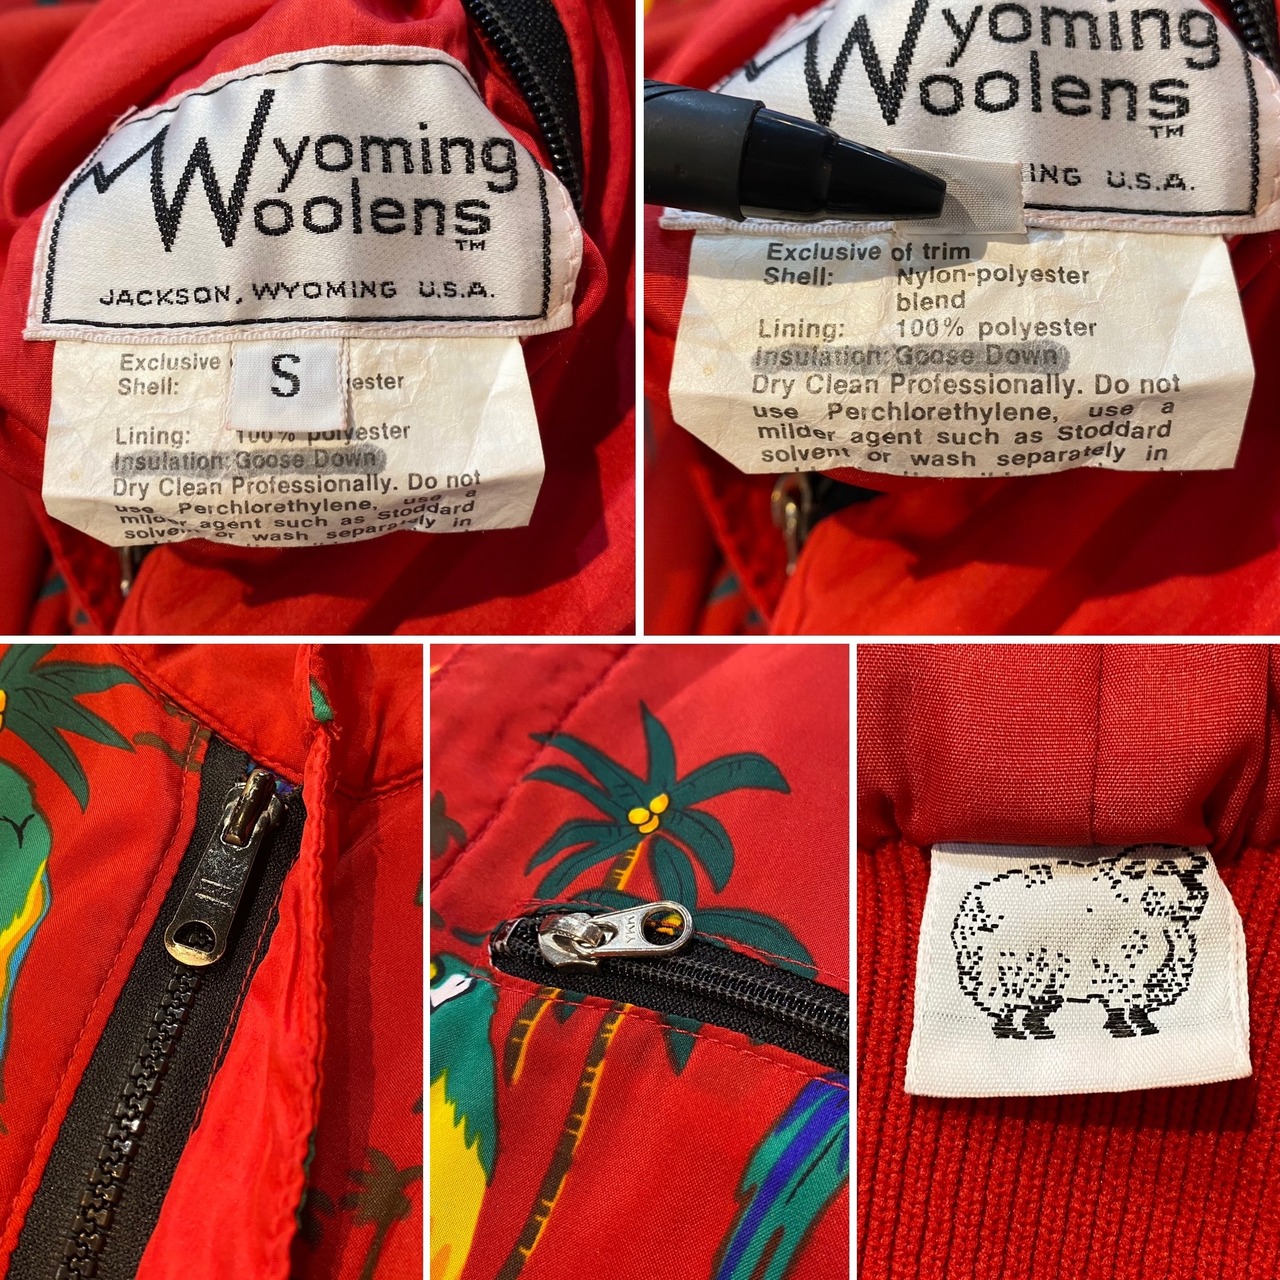 Wyoming
Woolens
TM
JACKSON, WYOMING U.S.A.
Exclusive
Shell:
S
ester
Lining: 100% polyester
Insulation: Goose Down
Dry Clean Professionally. Do not
use Perchlorethylene, use a
milder agent such as Stoddard
solvent or wash separately in
Wyoming
Woolens
TM
ING U.S.A.
Exclusive of trim
Shell: Nylon-polyester
blend
Lining: 100% polyester
Insulation: Goose Down
Dry Clean Professionally. Do not
use Perchlorethylene, use a
milder agent such as Stoddard
solvent or wash separately in
YKK